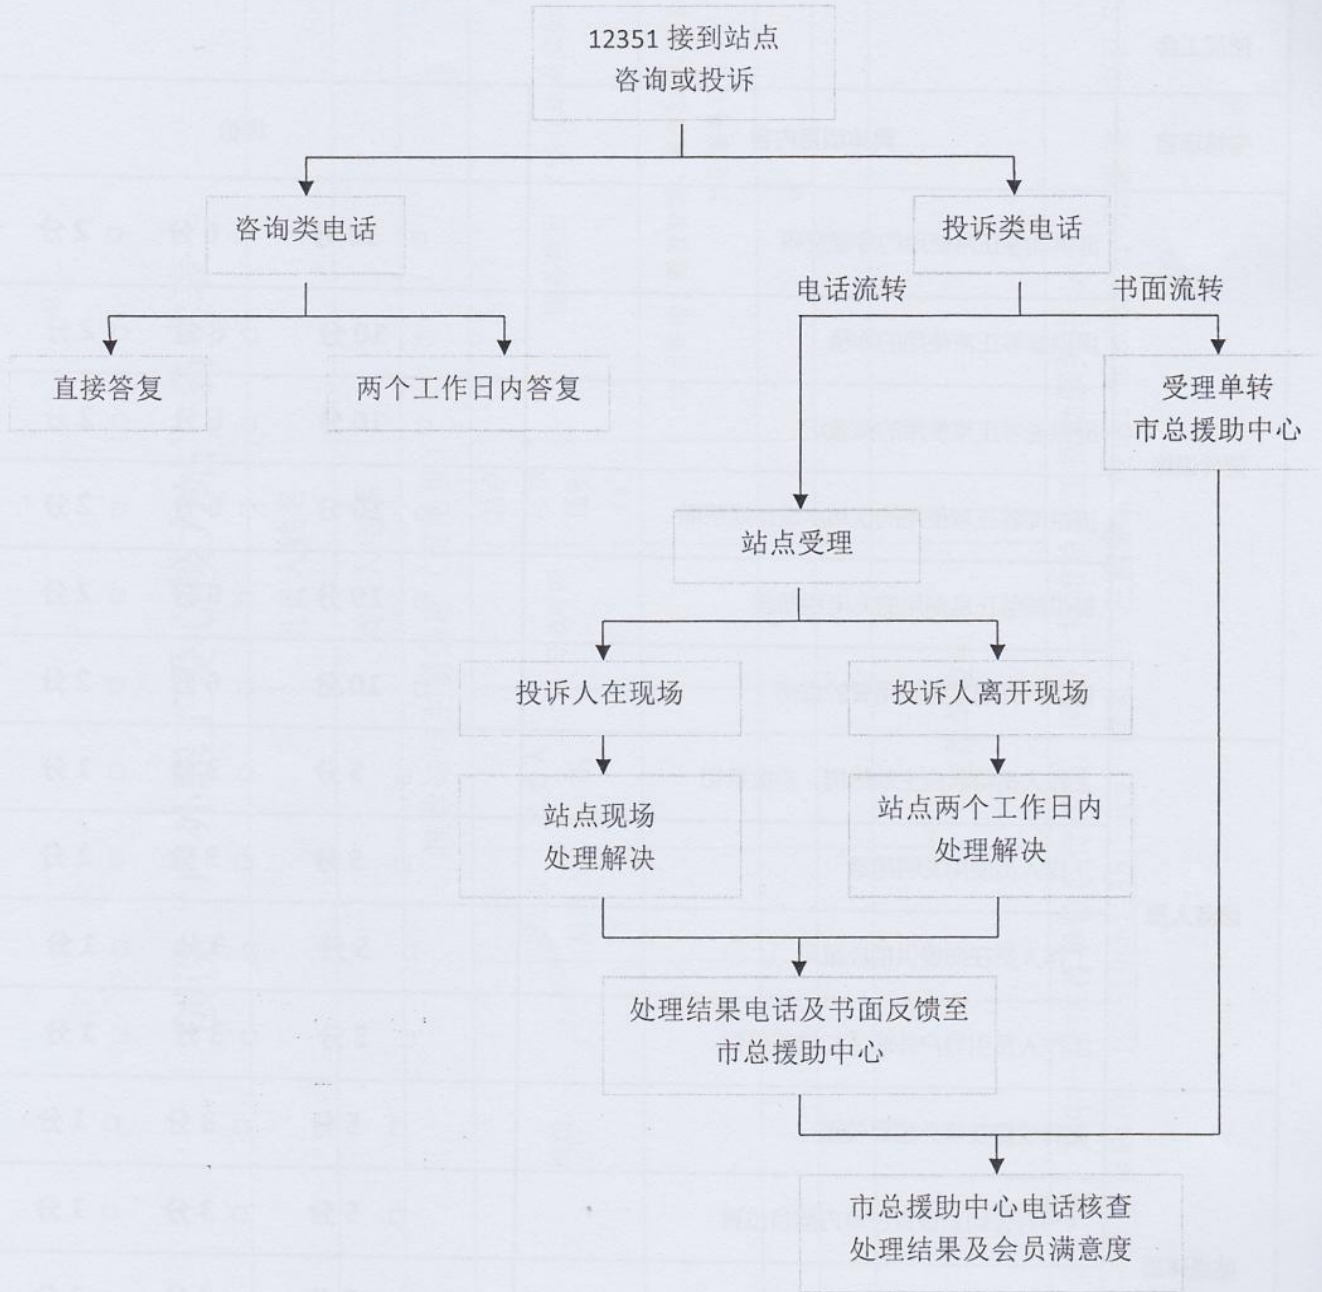 12351 接到站点
咨询或投诉
咨询类电话
投诉类电话
电话流转
书面流转
直接答复
两个工作日内答复
受理单转
市总援助中心
站点受理
投诉人在现场
投诉人离开现场
站点现场
处理解决
站点两个工作日内
处理解决
处理结果电话及书面反馈至
市总援助中心
市总援助中心电话核查
处理结果及会员满意度